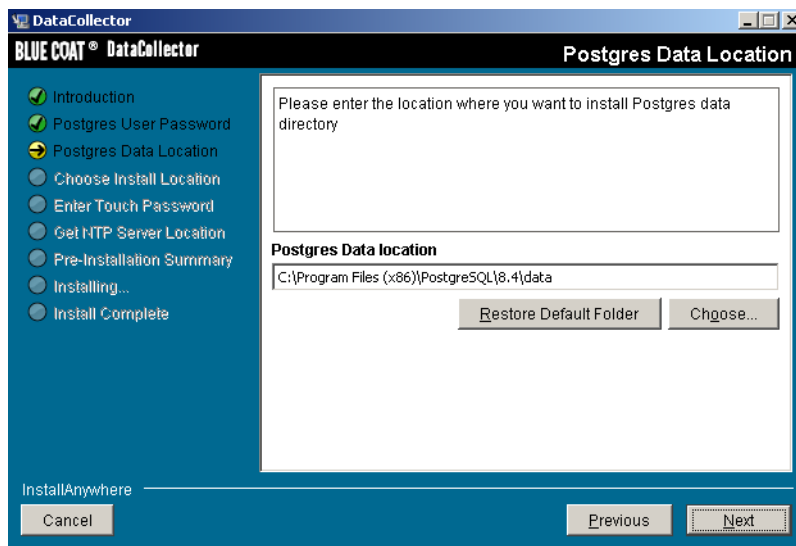 DataCollector
BLUE COAT ® DataCollector
Postgres Data Location
Introduction
Postgres User Password
Postgres Data Location
Choose Install Location
Enter Touch Password
Get NTP Server Location
Pre-Installation Summary
Installing...
Install Complete
Please enter the location where you want to install Postgres data
directory
Postgres Data location
C:\Program Files (x86)\PostgreSQL\8.4\data
Restore Default Folder
Choose...
InstallAnywhere
Cancel
Previous
Next